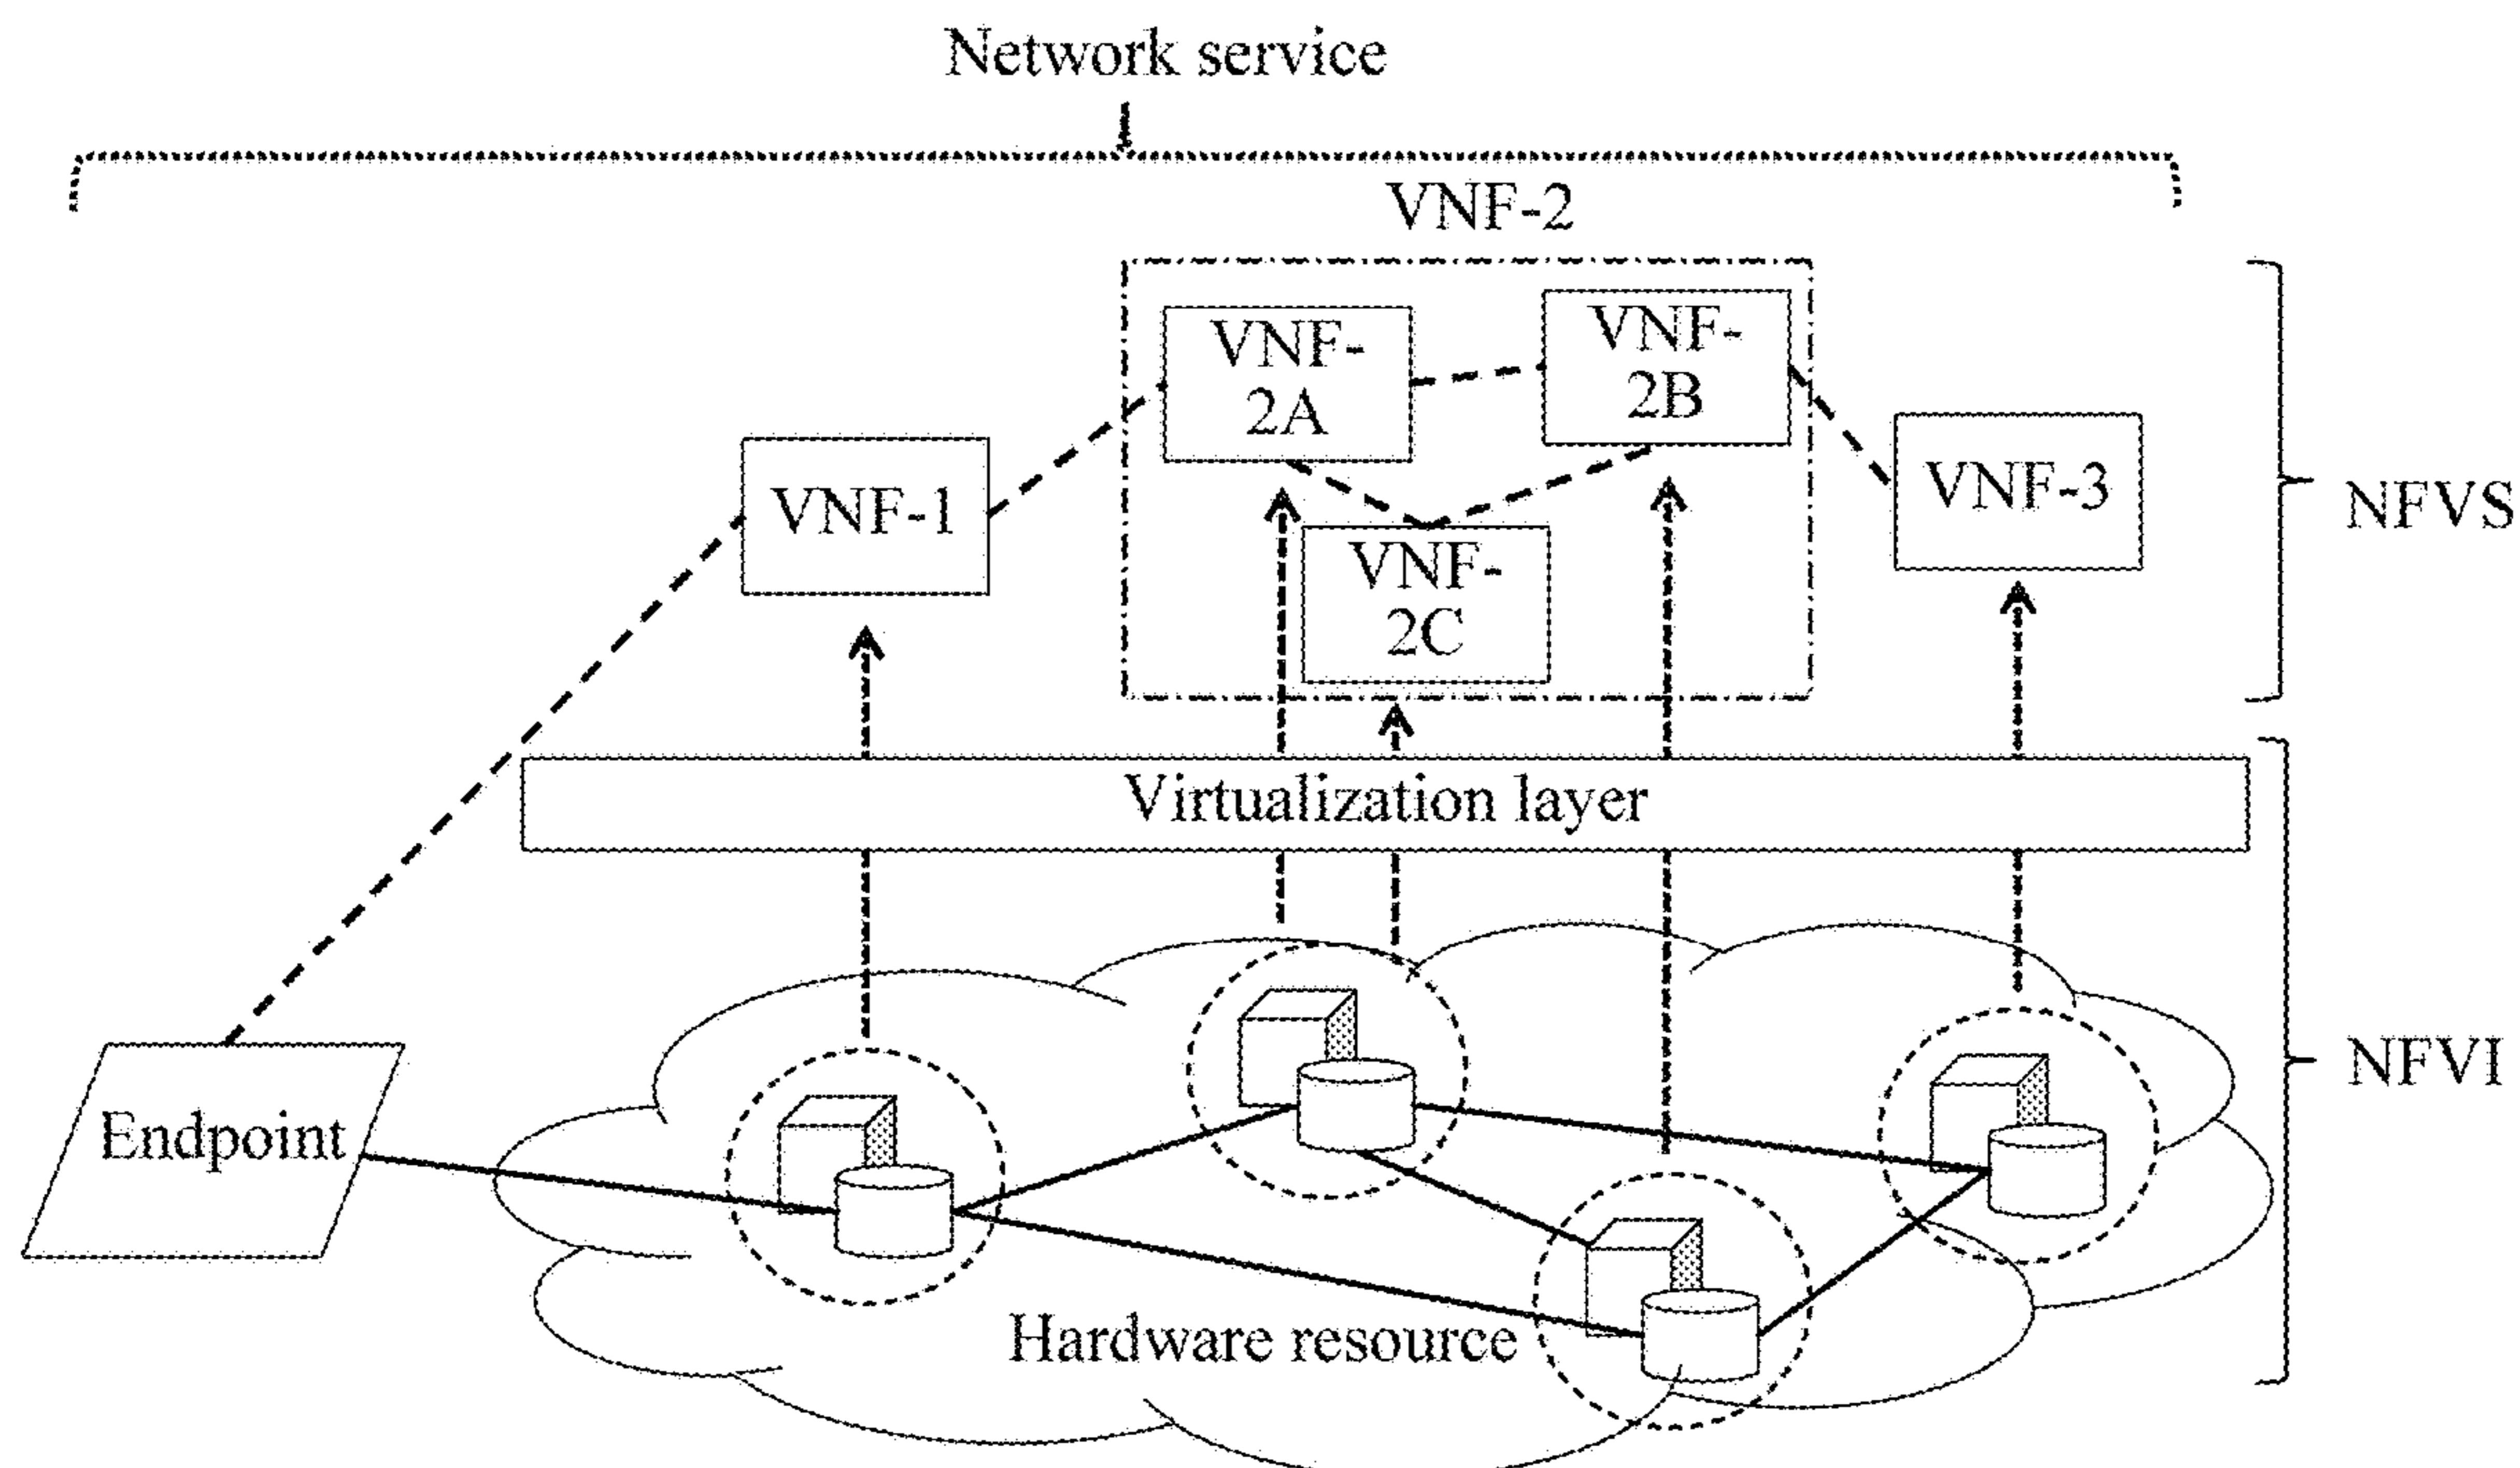 Network service
VNF-2
VNF-
2A
VNF-
2B
VNF-1
VNF-3
VNF-
2C
NFVS
Virtualization layer
Endpoint
NFVI
Hardware resource